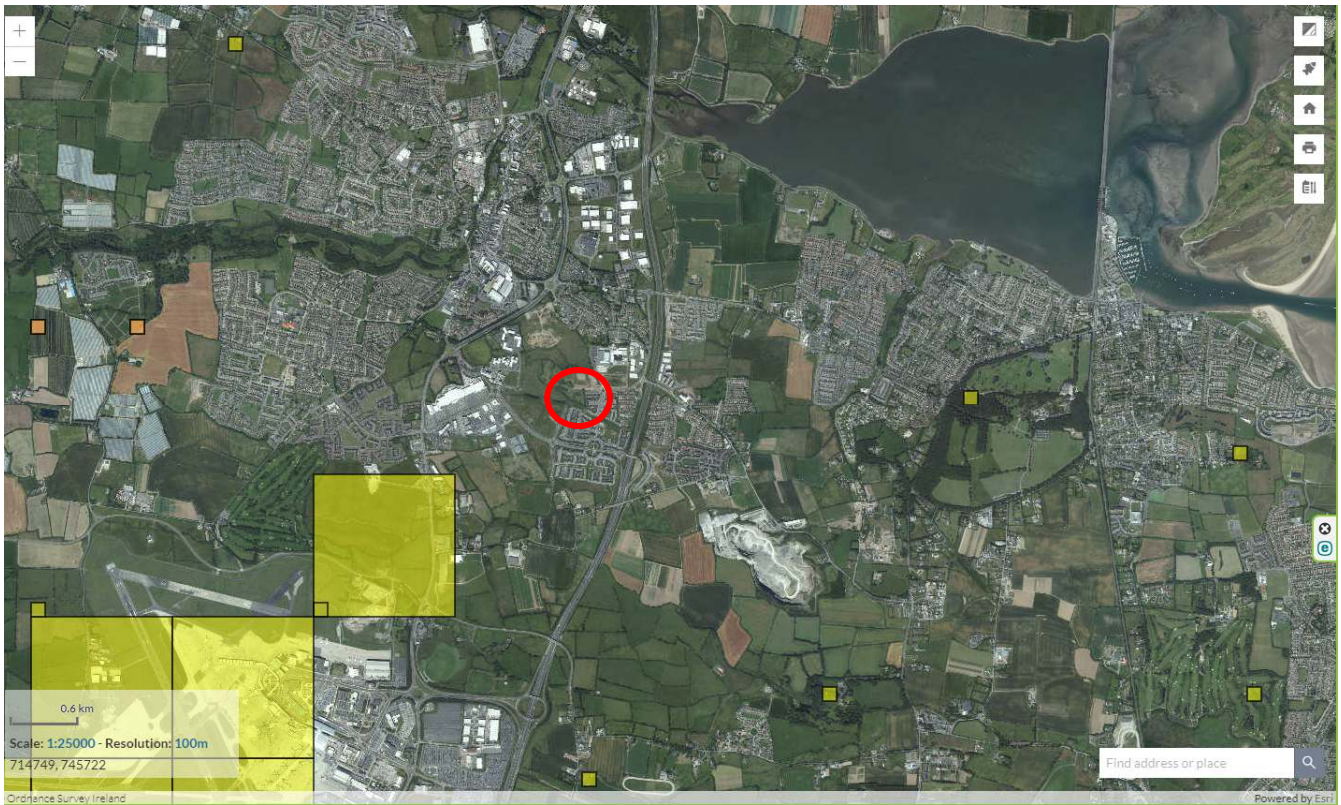 +
−
0.6 km
Scale: 1:25000 - Resolution: 100m
714749, 745722
Find address or place
Ordnance Survey Ireland
Powered by Esri
e